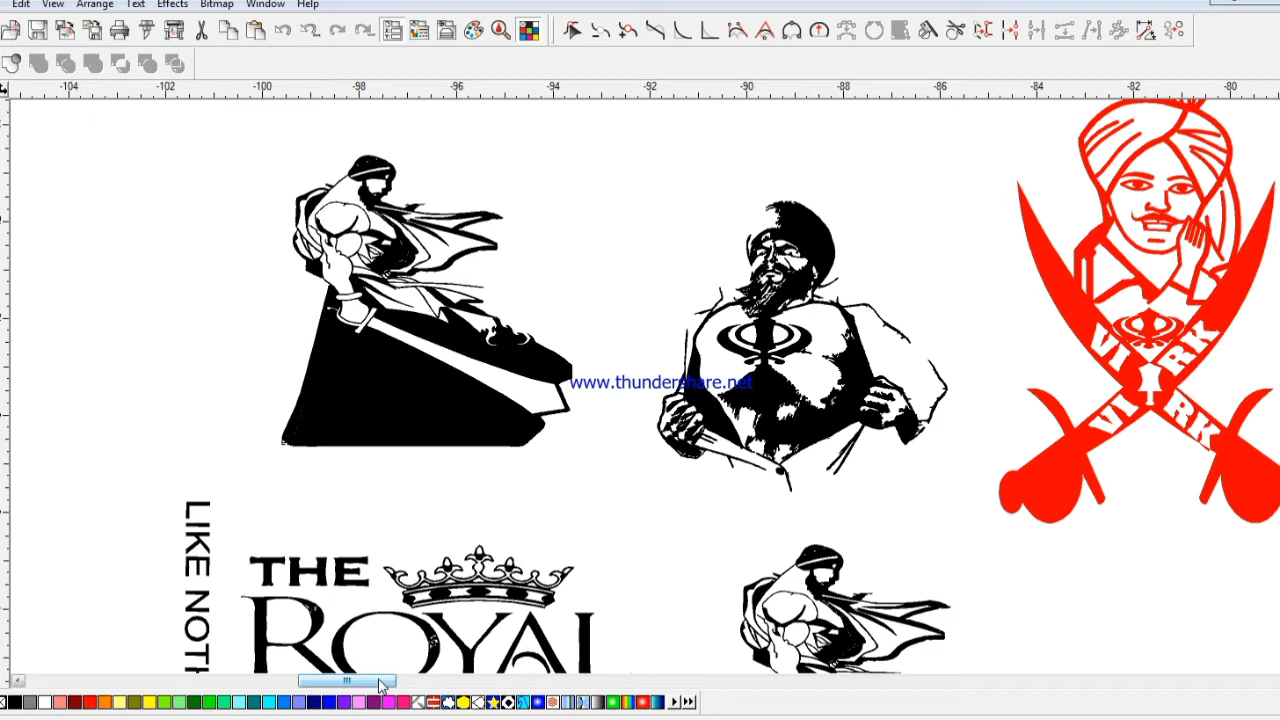 Edit View Arrange Text Effects Bitmap Window Help
-104 -102 -100 -98 -96 -94 -92 -90 -88 -86 -84 -82 -80
www.thundershare.net
VIRK
VIRK
LIKE NOTH
THE
ROYAL